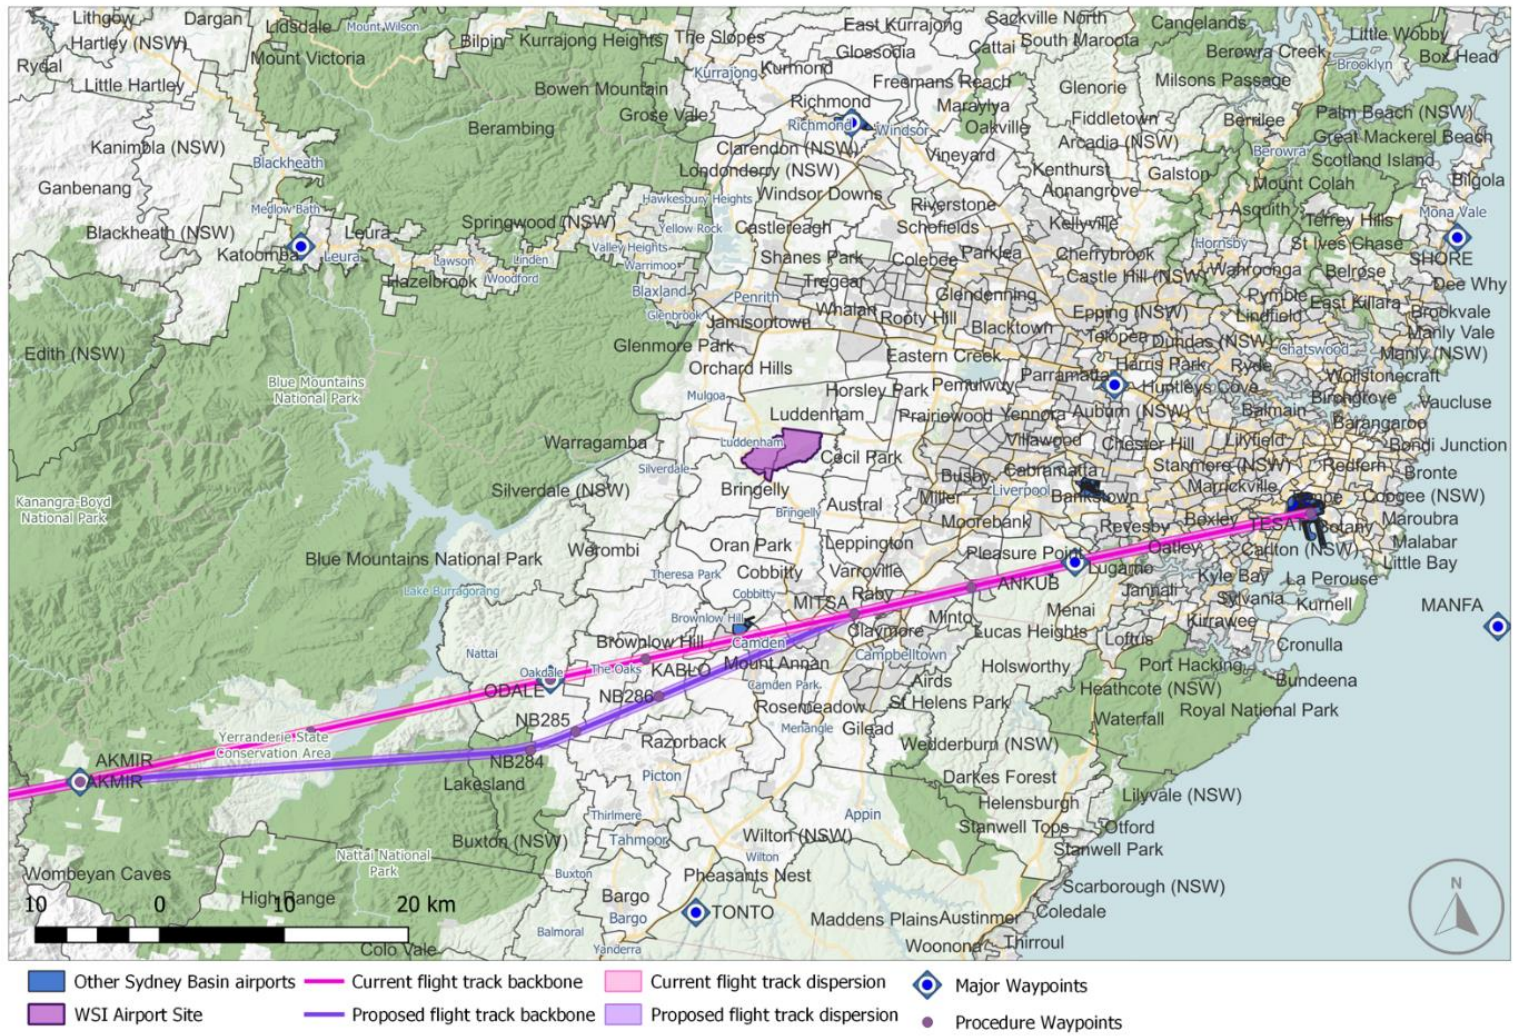 Lithgow
Dargan
Lidsdale
Mount Wilson
Hartley (NSW)
Bilpin
Kurrajong Heights
The Slopes
East Kurrajong
Sackville North
Cangelands
Little Wobby
Rydal
Mount Victoria
Glossodia
Cattai
South Maroota
Berowra Creek
Brooklyn
Box Head
Little Hartley
Kurrajong
Kurmond
Bowen Mountain
Freemans Reach
Glenorie
Milsons Passage
Grose Vale
Richmond
Maraylya
Berambing
Richmond
Windsor
Oakville
Fiddletown
Berrilee
Palm Beach (NSW)
Kanimbla (NSW)
Blackheath
Clarendon (NSW)
Vineyard
Arcadia (NSW)
Berowra
Great Mackerel Beach
Scotland Island
Ganbenang
Londonderry (NSW)
Kenthurst
Galston
Mount Colah
Bilgola
Medlow Bath
Hawkesbury Heights
Windsor Downs
Annangrove
Riverstone
Asquith
Terrey Hills
Mona Vale
Blackheath (NSW)
Leura
Springwood (NSW)
Yellow Rock
Castlereagh
Schofields
Kellyville
Hornsby
St Ives Chase
Katoomba
Leura
Lawson
Linden
Valley Heights
Warrimoo
Shanes Park
Colebee
Parklea
Cherrybrook
Wahroonga
Belrose
SHORE
Hazelbrook
Woodford
Blaxland
Tregear
Castle Hill (NSW)
Dee Why
Penrith
Glendenning
Pymble
East Killara
Glenbrook
Jamisontown
Whalan
Rooty Hill
Blacktown
Epping (NSW)
Lindfield
Brookvale
Edith (NSW)
Glenmore Park
Telopea
Dundas (NSW)
Chatswood
Manly Vale
Manly (NSW)
Orchard Hills
Eastern Creek
Harris Park
Ryde
Wollstonecraft
Blue Mountains
National Park
Mulgoa
Horsley Park
Pemulwuy
Parramatta
Huntleys Cove
Birchgrove
Vaucluse
Luddenham
Prairiewood
Yennora
Auburn (NSW)
Balmain
Barangaroo
Warragamba
Luddenham
Villawood
Chester Hill
Lilyfield
Bondi Junction
Silverdale
Cecil Park
Cabramatta
Stanmere (NSW)
Redfern
Bronte
Kanangra-Boyd
National Park
Silverdale (NSW)
Bringelly
Busby
Miller
Liverpool
Bankstown
Marrickville
Coogee (NSW)
Bringelly
Austral
Moorebank
Revesby
Bexley
TESAT
Botany
Maroubra
Blue Mountains National Park
Werombi
Oran Park
Leppington
Pleasure Point
Oatley
Carlton (NSW)
Malabar
Little Bay
Lake Burragorang
Theresa Park
Cobbitty
Varroville
Lugarno
Kyle Bay
La Perouse
Cobbitty
MITSA
Raby
ANKUB
Jannali
Sylvania
Kurnell
MANFA
Brownlow Hill
Minto
Menai
Kirrawee
Nattai
Brownlow Hill
Camden
Claymore
Lucas Heights
Loftus
Cronulla
Oakdale
The Oaks
KABLO
Mount Annan
Campbelltown
Holsworthy
Port Hacking
ODALE
NB286
Camden Park
Airds
Heathcote (NSW)
Bundeena
NB285
Rosemeadow
St Helens Park
Waterfall
Royal National Park
Yerranderie State
Conservation Area
Menangle
Gilead
Razorback
Wedderburn (NSW)
AKMIR
NB284
AKMIR
Lakesland
Picton
Darkes Forest
Helensburgh
Lilyvale (NSW)
Thirlmere
Appin
Buxton (NSW)
Tahmoor
Wilton (NSW)
Stanwell Tops
Otford
Nattai National
Park
Wilton
Stanwell Park
Wombeyan Caves
Buxton
Pheasants Nest
Scarborough (NSW)
High Range
Bargo
Bargo
TONTO
Maddens Plains
Austinmer
Coledale
Balmoral
Yanderra
Woonona
Thirroul
Colo Vale
10 0 10 20 km
N
Other Sydney Basin airports
Current flight track backbone
Current flight track dispersion
Major Waypoints
WSI Airport Site
Proposed flight track backbone
Proposed flight track dispersion
Procedure Waypoints